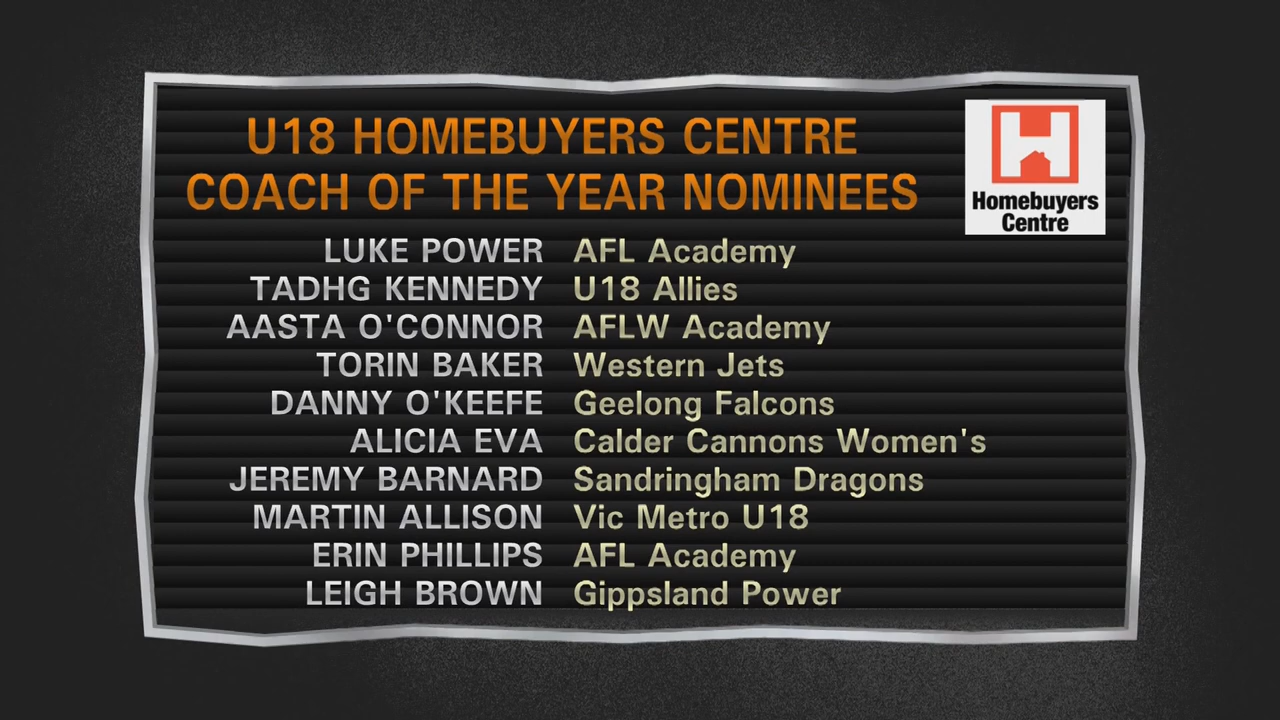 U18 HOMEBUYERS CENTRE
COACH OF THE YEAR NOMINEES
Homebuyers
Centre
LUKE POWER AFL Academy
TADHG KENNEDY U18 Allies
AASTA O'CONNOR AFLW Academy
TORIN BAKER Western Jets
DANNY O'KEEFE Geelong Falcons
ALICIA EVA Calder Cannons Women's
JEREMY BARNARD Sandringham Dragons
MARTIN ALLISON Vic Metro U18
ERIN PHILLIPS AFL Academy
LEIGH BROWN Gippsland Power